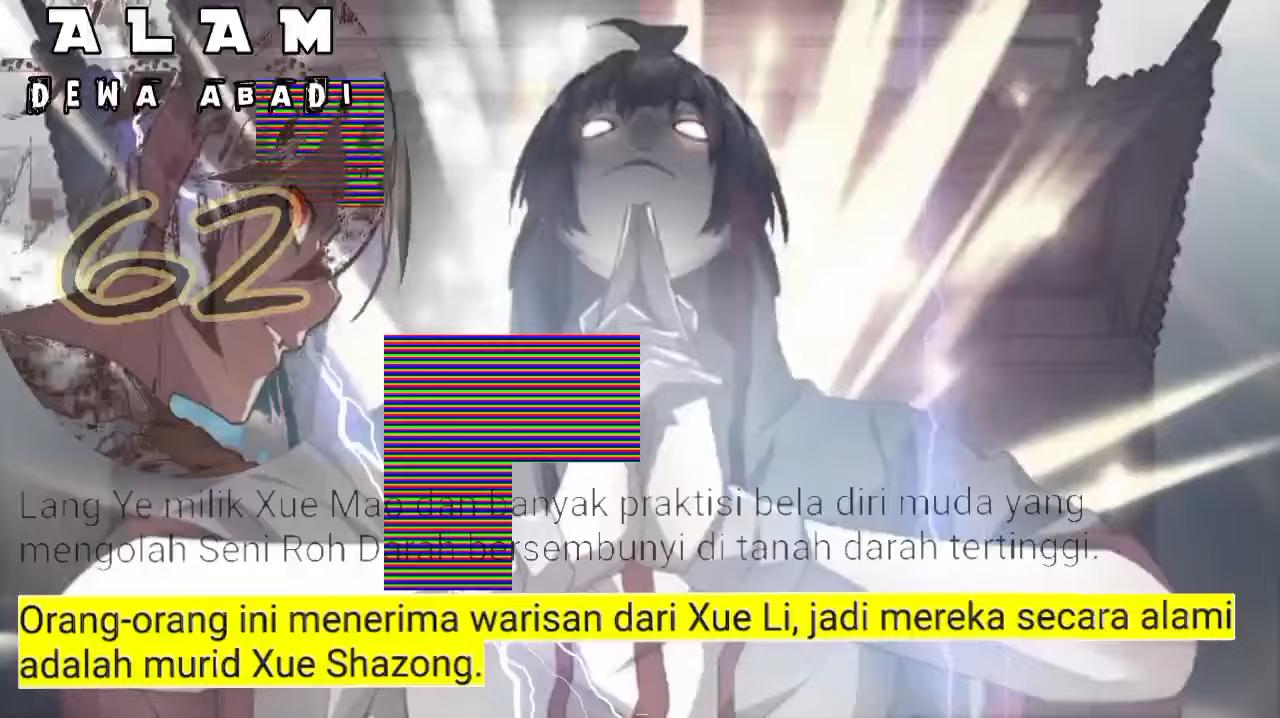 ALAM
DEWA ABADI
62
Lang Ye milik Xue Mao dan banyak praktisi bela diri muda yang
mengolah Seni Roh Darah bersembunyi di tanah darah tertinggi.
Orang-orang ini menerima warisan dari Xue Li, jadi mereka secara alami
adalah murid Xue Shazong.